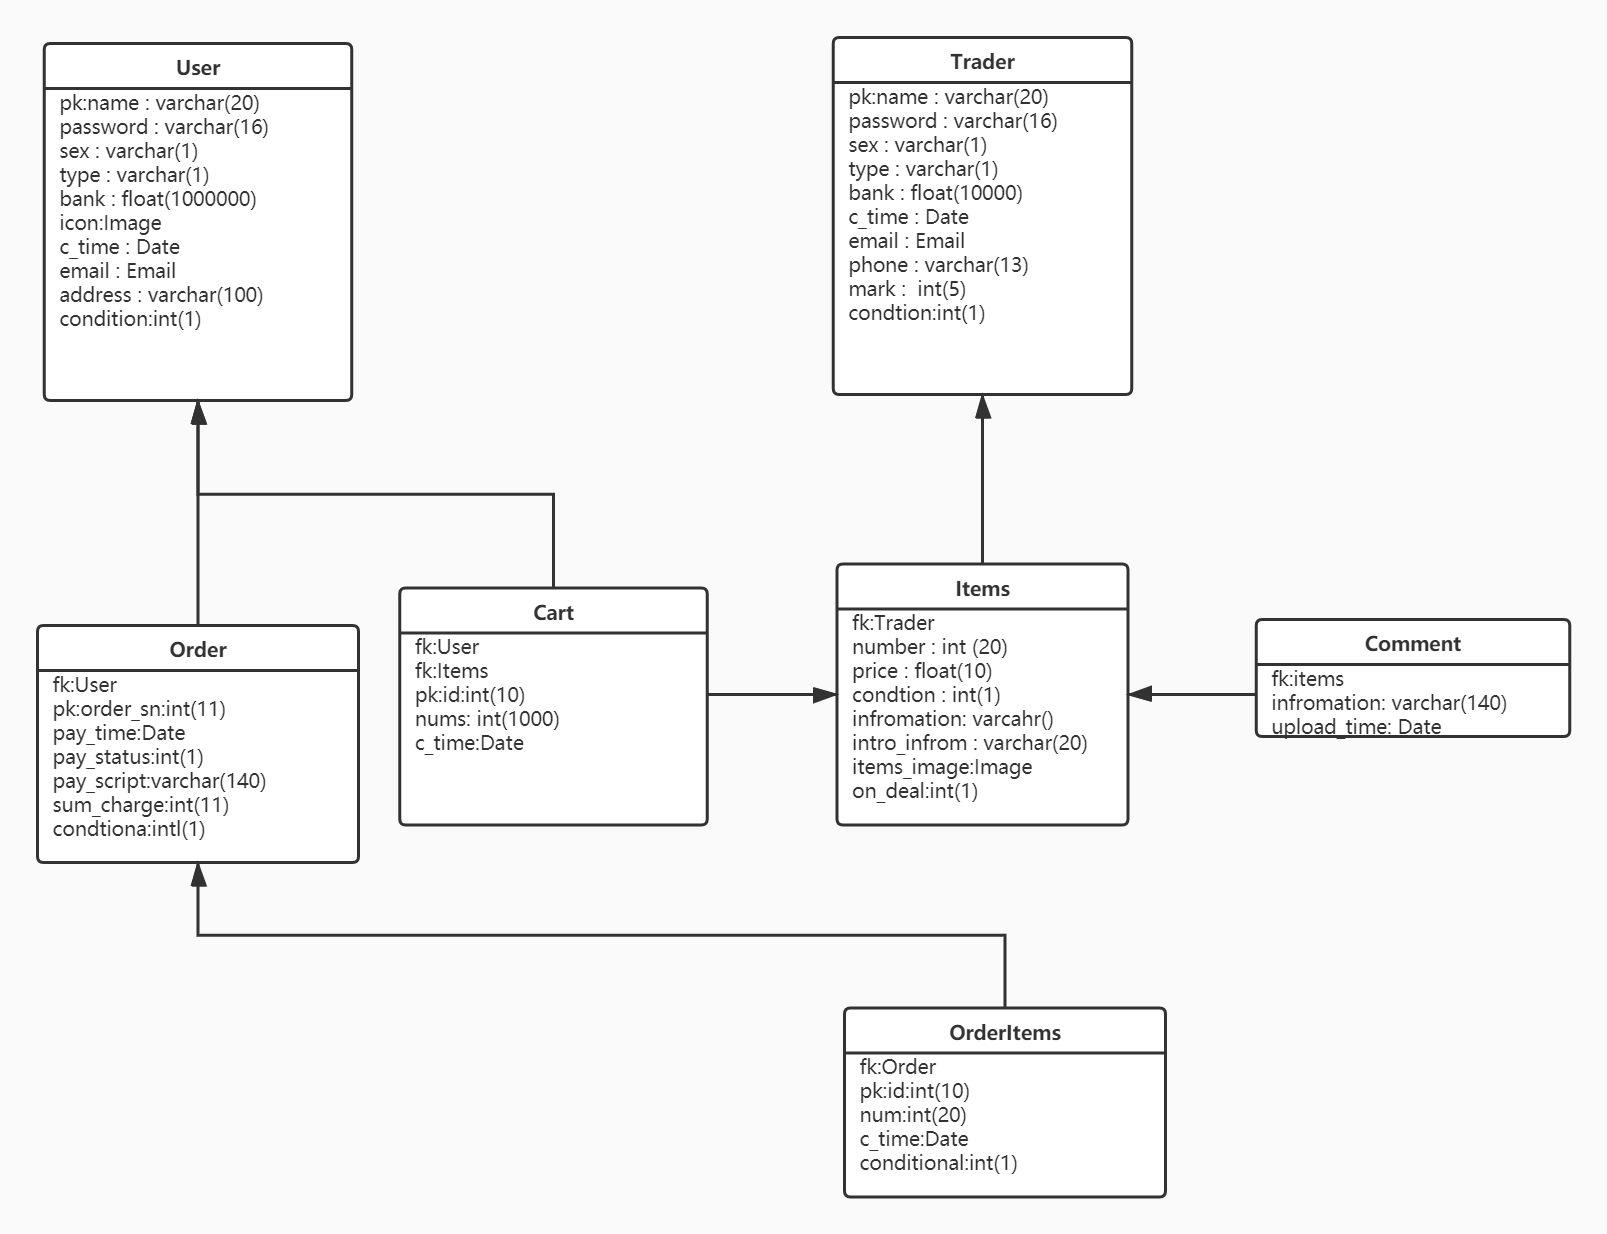 User
pk:name : varchar(20)
password : varchar(16)
sex : varchar(1)
type : varchar(1)
bank : float(1000000)
icon:Image
c_time : Date
email : Email
address : varchar(100)
condition:int(1)
Trader
pk:name : varchar(20)
password : varchar(16)
sex : varchar(1)
type : varchar(1)
bank : float(10000)
c_time : Date
email : Email
phone : varchar(13)
mark :  int(5)
condtion:int(1)
Order
fk:User
pk:order_sn:int(11)
pay_time:Date
pay_status:int(1)
pay_script:varchar(140)
sum_charge:int(11)
condtiona:intl(1)
Cart
fk:User
fk:Items
pk:id:int(10)
nums: int(1000)
c_time:Date
Items
fk:Trader
number : int (20)
price : float(10)
condtion : int(1)
infromation: varcahr()
intro_infrom : varchar(20)
items_image:Image
on_deal:int(1)
Comment
fk:items
infromation: varchar(140)
upload_time: Date
OrderItems
fk:Order
pk:id:int(10)
num:int(20)
c_time:Date
conditional:int(1)